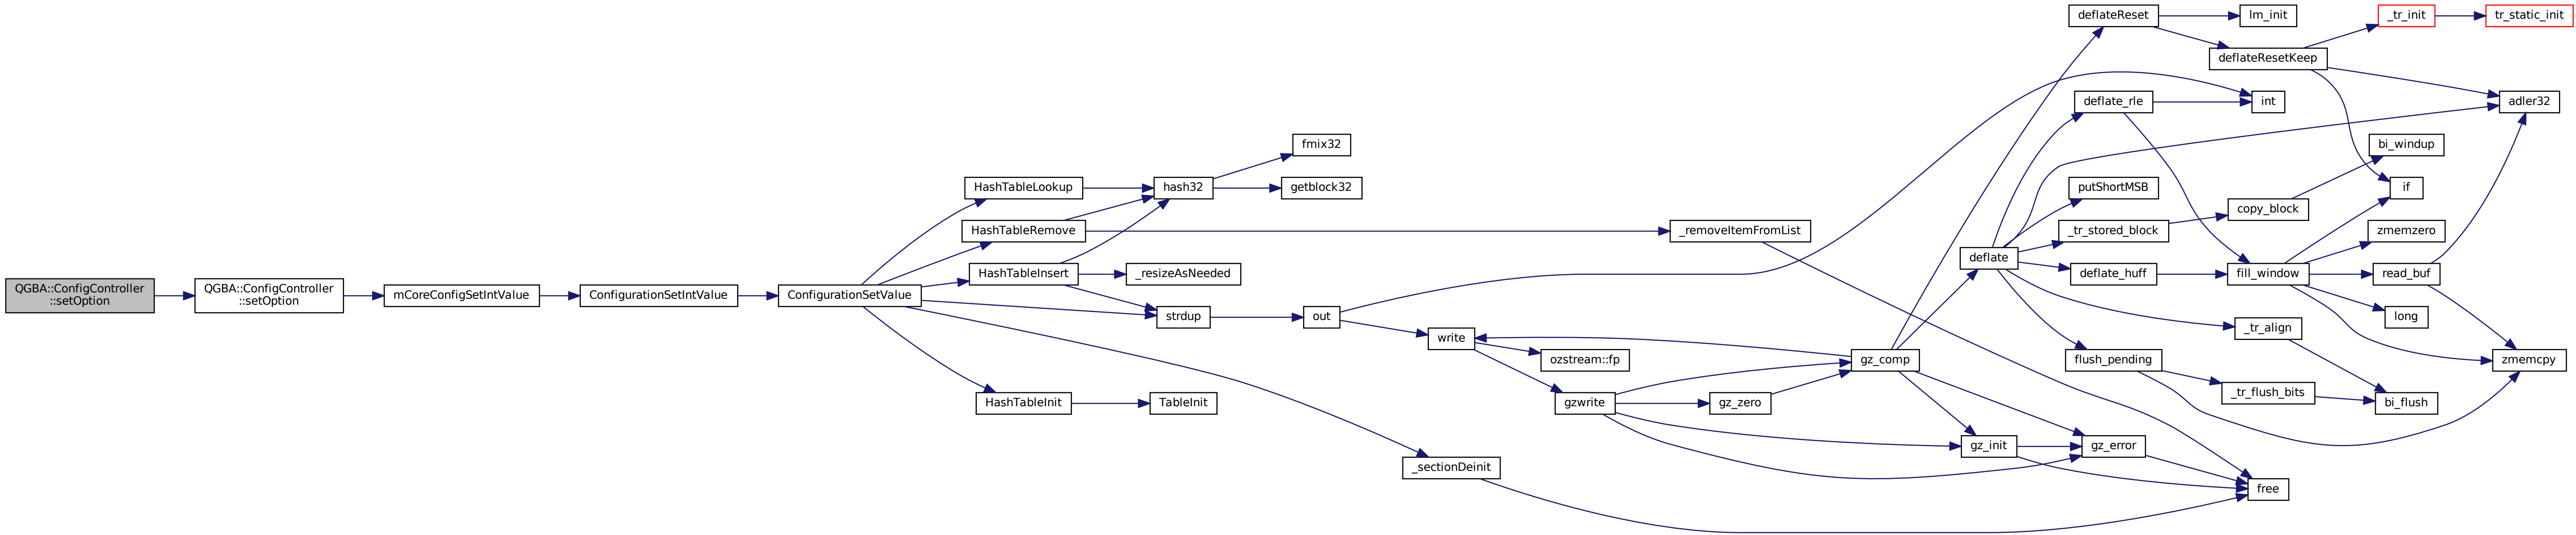 QGBA::ConfigController
::setOption
QGBA::ConfigController
::setOption
mCoreConfigSetIntValue
ConfigurationSetIntValue
ConfigurationSetValue
HashTableLookup
HashTableRemove
HashTableInsert
HashTableInit
hash32
fmix32
getblock32
_resizeAsNeeded
strdup
TableInit
out
_sectionDeinit
write
ozstream::fp
gzwrite
_removeItemFromList
gz_zero
gz_comp
deflate
gz_init
deflateReset
deflate_rle
putShortMSB
_tr_stored_block
deflate_huff
flush_pending
gz_error
lm_init
deflateResetKeep
int
copy_block
fill_window
_tr_align
_tr_flush_bits
free
_tr_init
bi_windup
if
zmemzero
read_buf
long
bi_flush
tr_static_init
adler32
zmemcpy